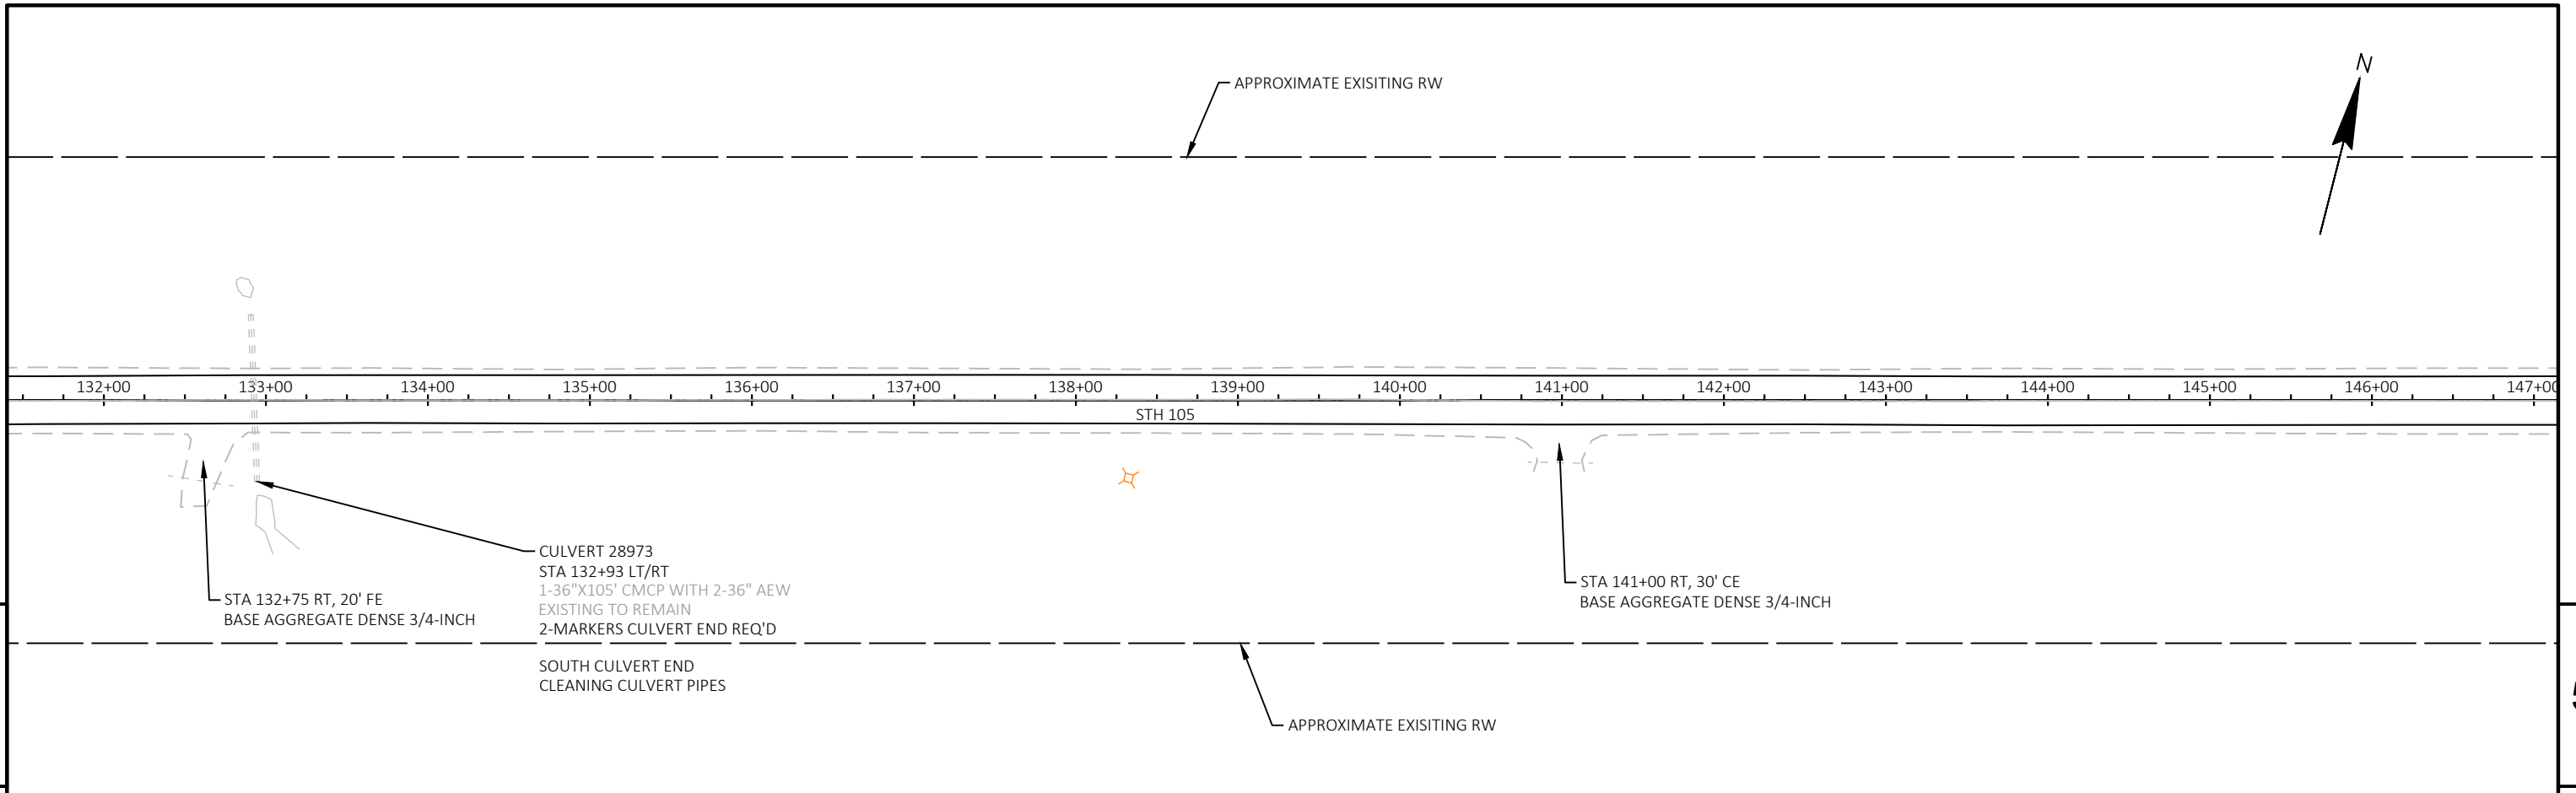 N
APPROXIMATE EXISITING RW
132+00 133+00 134+00 135+00 136+00 137+00 138+00 139+00 140+00 141+00 142+00 143+00 144+00 145+00 146+00 147+00
STH 105
CULVERT 28973
STA 132+93 LT/RT
1-36"X105' CMCP WITH 2-36" AEW
EXISTING TO REMAIN
2-MARKERS CULVERT END REQ'D
SOUTH CULVERT END
CLEANING CULVERT PIPES
STA 132+75 RT, 20' FE
BASE AGGREGATE DENSE 3/4-INCH
STA 141+00 RT, 30' CE
BASE AGGREGATE DENSE 3/4-INCH
APPROXIMATE EXISITING RW